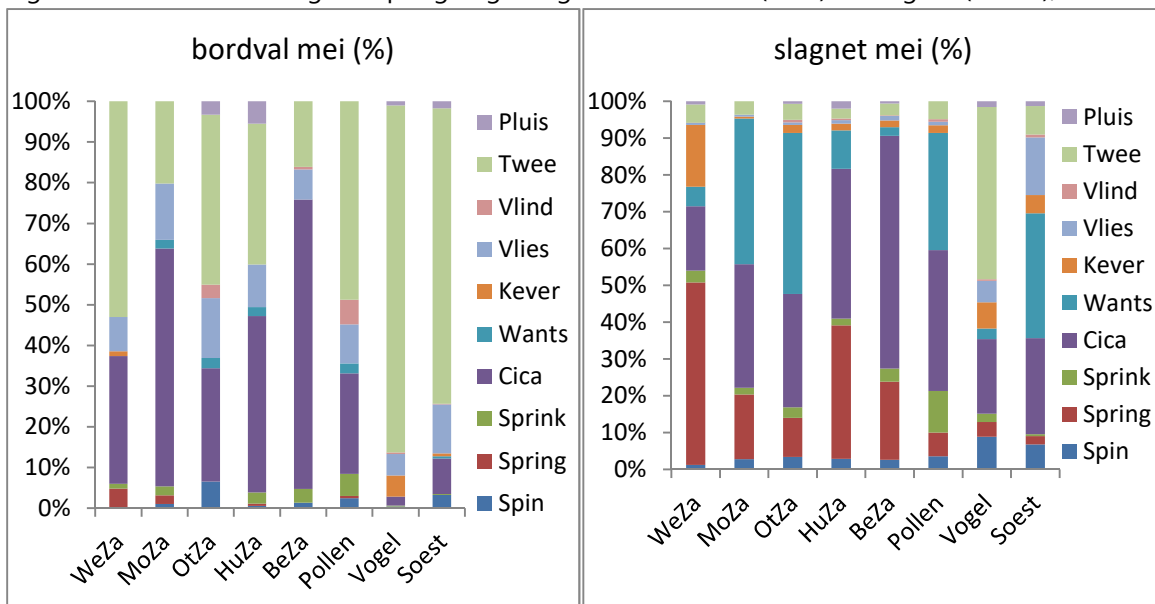 bordval mei (%)
100%
90%
80%
70%
60%
50%
40%
30%
20%
10%
0%
WeZa
MoZa
OtZa
HuZa
BeZa
Pollen
Vogel
Soest
Pluis
Twee
Vlind
Vlies
Kever
Wants
Cica
Sprink
Spring
Spin
slagnet mei (%)
100%
90%
80%
70%
60%
50%
40%
30%
20%
10%
0%
WeZa
MoZa
OtZa
HuZa
BeZa
Pollen
Vogel
Soest
Pluis
Twee
Vlind
Vlies
Kever
Wants
Cica
Sprink
Spring
Spin